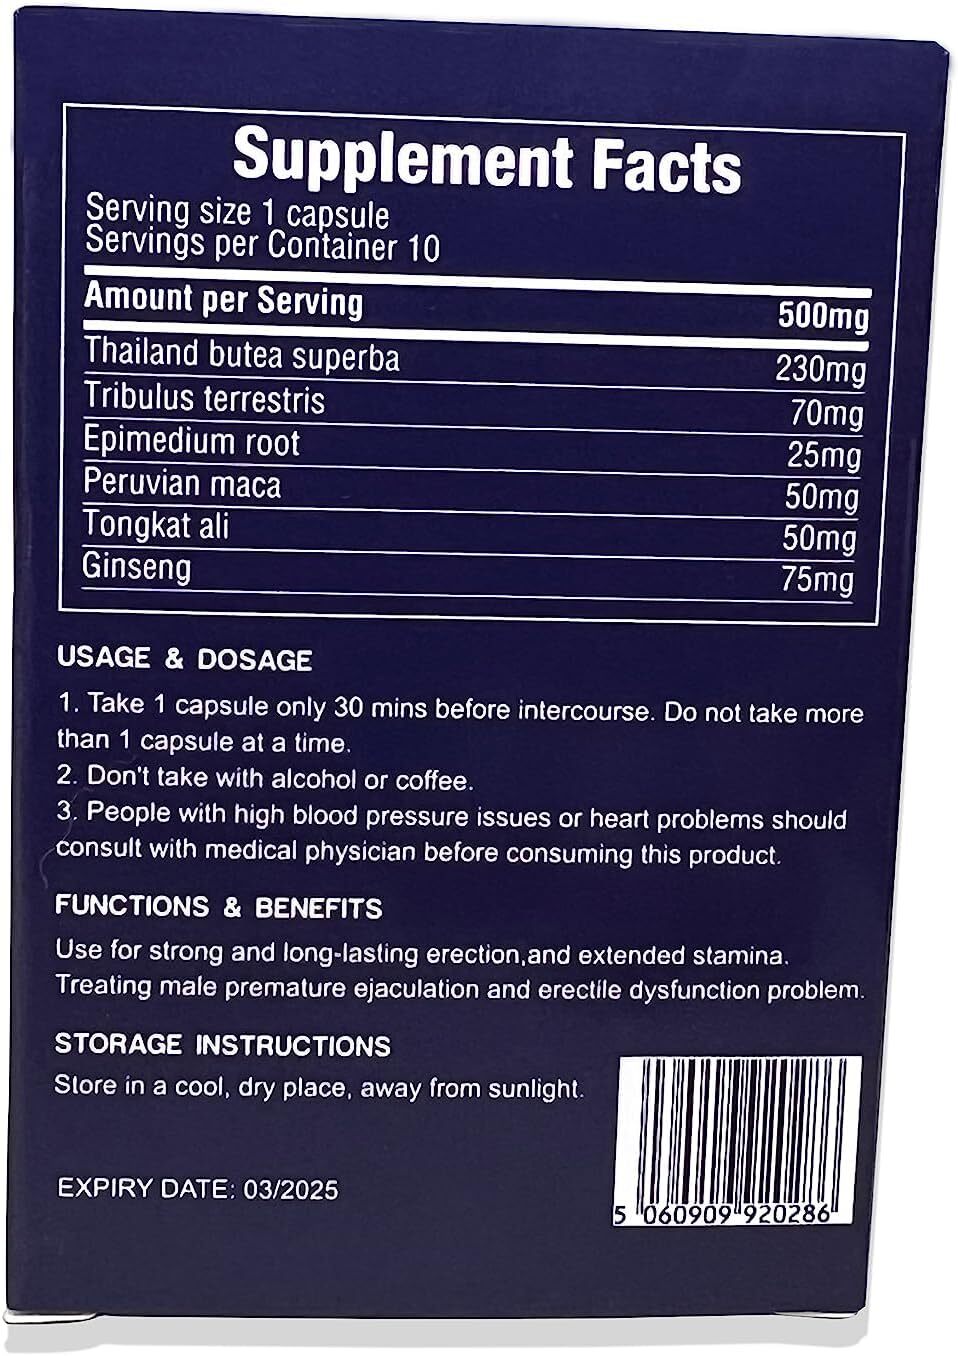 Supplement Facts
Serving size 1 capsule
Servings per Container 10
Amount per Serving 500mg
Thailand butea superba 230mg
Tribulus terrestris 70mg
Epimedium root 25mg
Peruvian maca 50mg
Tongkat ali 50mg
Ginseng 75mg
USAGE & DOSAGE
1. Take 1 capsule only 30 mins before intercourse. Do not take more
than 1 capsule at a time.
2. Don't take with alcohol or coffee.
3. People with high blood pressure issues or heart problems should
consult with medical physician before consuming this product.
FUNCTIONS & BENEFITS
Use for strong and long-lasting erection,and extended stamina.
Treating male premature ejaculation and erectile dysfunction problem.
STORAGE INSTRUCTIONS
Store in a cool, dry place, away from sunlight.
EXPIRY DATE: 03/2025
5 060909 920286